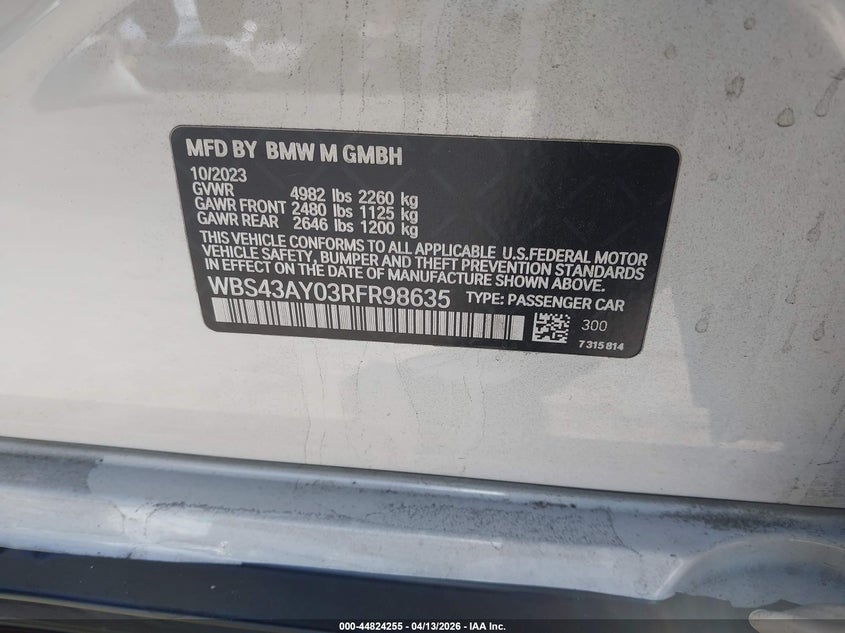 MFD BY BMW M GMBH
10/2023
GVWR 4982 lbs 2260 kg
GAWR FRONT 2480 lbs 1125 kg
GAWR REAR 2646 lbs 1200 kg
THIS VEHICLE CONFORMS TO ALL APPLICABLE U.S.FEDERAL MOTOR
VEHICLE SAFETY, BUMPER AND THEFT PREVENTION STANDARDS
IN EFFECT ON THE DATE OF MANUFACTURE SHOWN ABOVE.
WBS43AY03RFR98635 TYPE: PASSENGER CAR
300
7 315 814
000-44824255 - 04/13/2026 - IAA Inc.